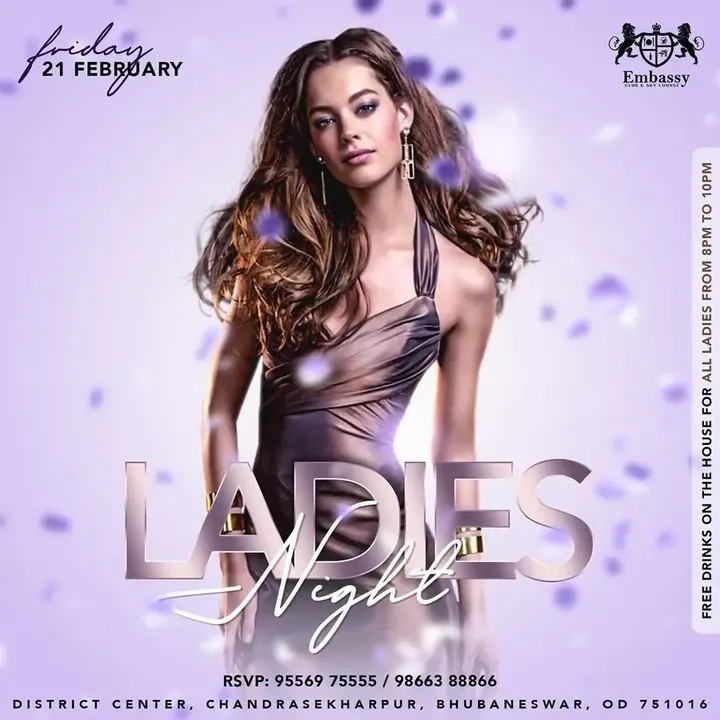 friday
21 FEBRUARY
Embassy
CLUB & SKY LOUNGE
FREE DRINKS ON THE HOUSE FOR ALL LADIES FROM 8PM TO 10PM
LADIES
Night
RSVP: 95569 75555 / 98663 88866
DISTRICT CENTER, CHANDRASEKHARPUR, BHUBANESWAR, OD 751016